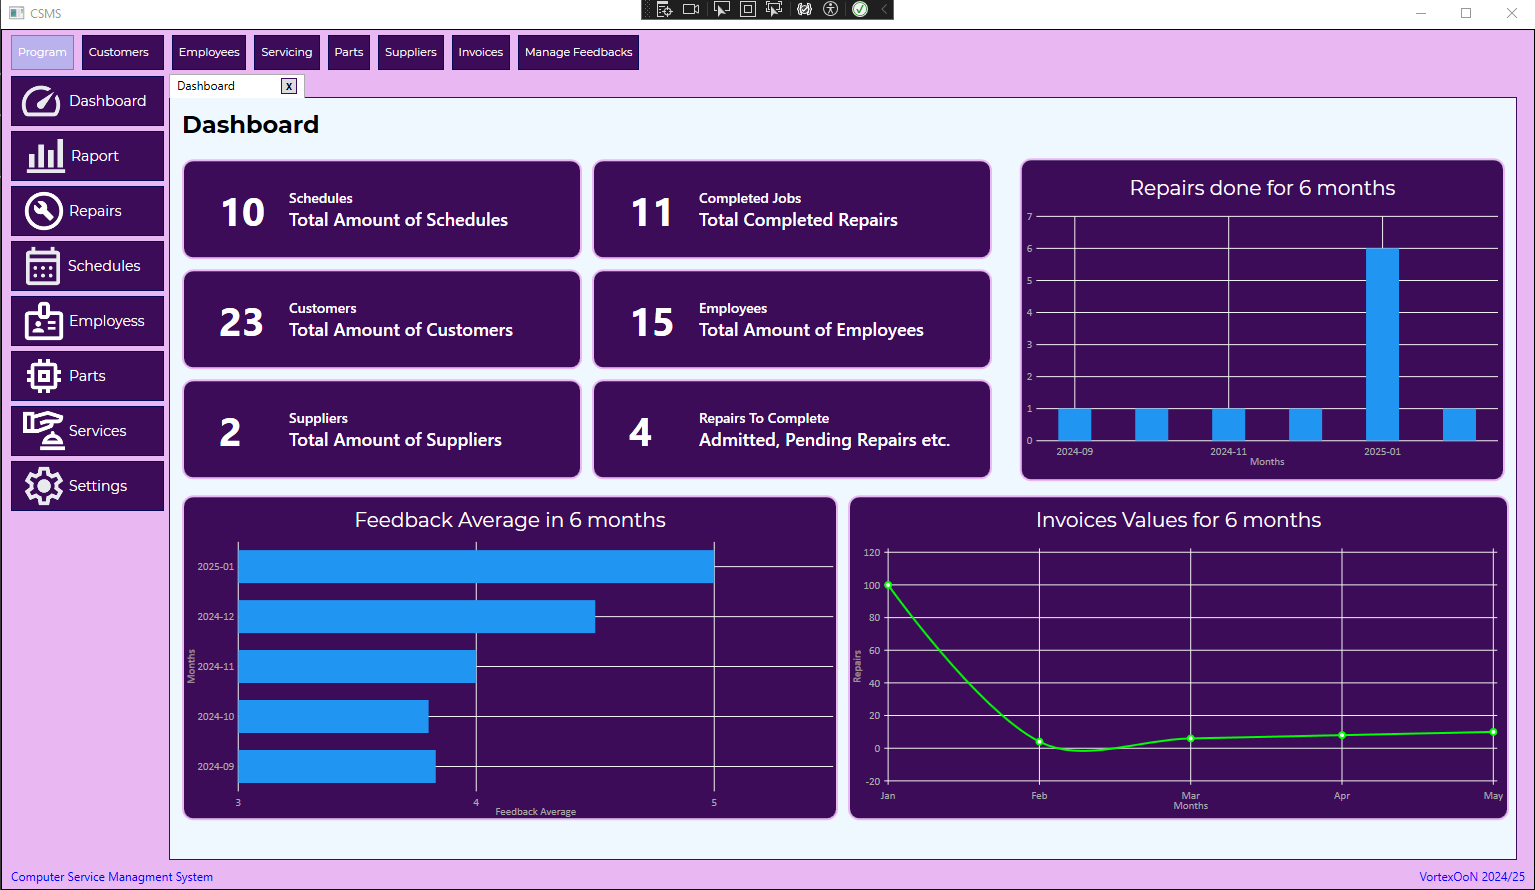 CSMS
Program Customers Employees Servicing Parts Suppliers Invoices Manage Feedbacks
Dashboard
Raport
Repairs
Schedules
Employess
Parts
Services
Settings
Dashboard x
Dashboard
10 Schedules
Total Amount of Schedules
11 Completed Jobs
Total Completed Repairs
23 Customers
Total Amount of Customers
15 Employees
Total Amount of Employees
2 Suppliers
Total Amount of Suppliers
4 Repairs To Complete
Admitted, Pending Repairs etc.
Repairs done for 6 months
7
6
5
4
3
2
1
0
2024-09 2024-11 2025-01
Months
Feedback Average in 6 months
Months
2025-01
2024-12
2024-11
2024-10
2024-09
3 4 5
Feedback Average
Invoices Values for 6 months
Repairs
120
100
80
60
40
20
0
-20
Jan Feb Mar Apr May
Months
Computer Service Managment System
VortexOoN 2024/25